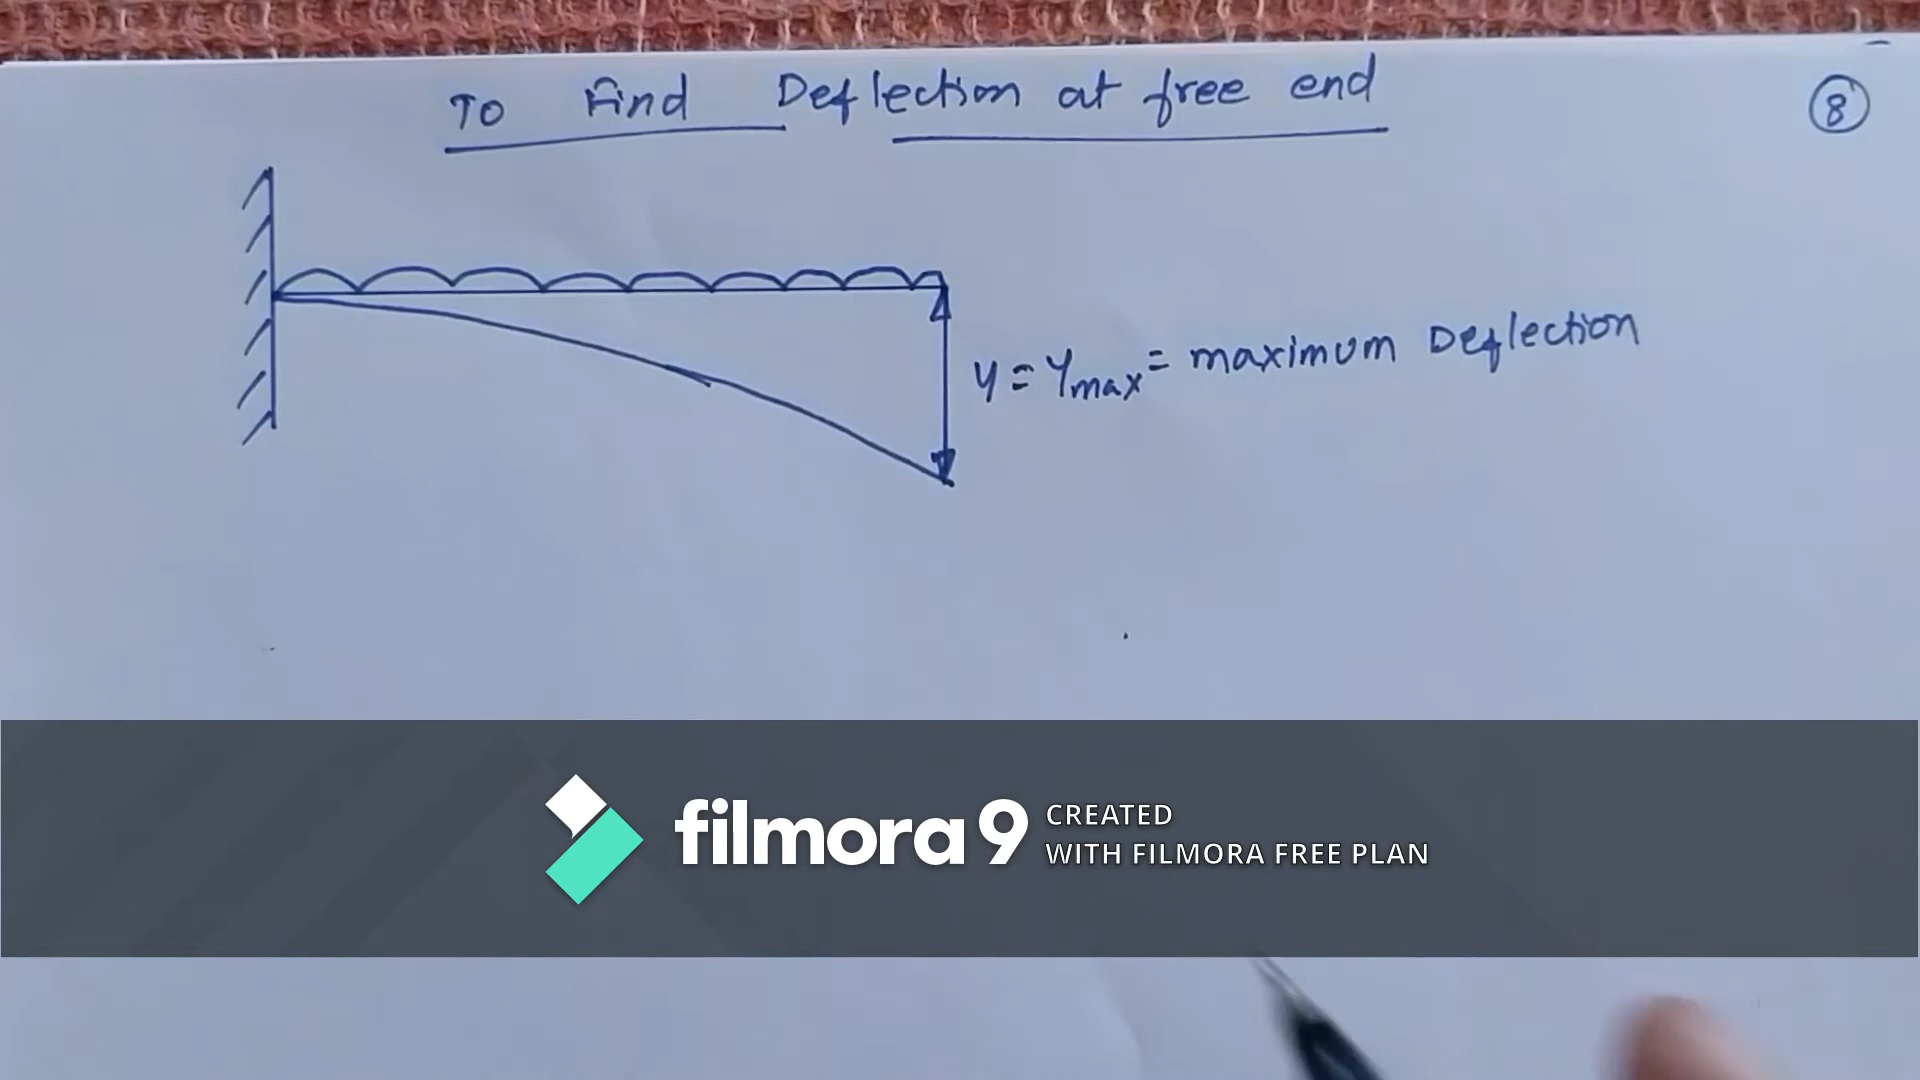 To Find Deflection at free end
8
y = Ymax = maximum Deflection
filmora 9
CREATED
WITH FILMORA FREE PLAN